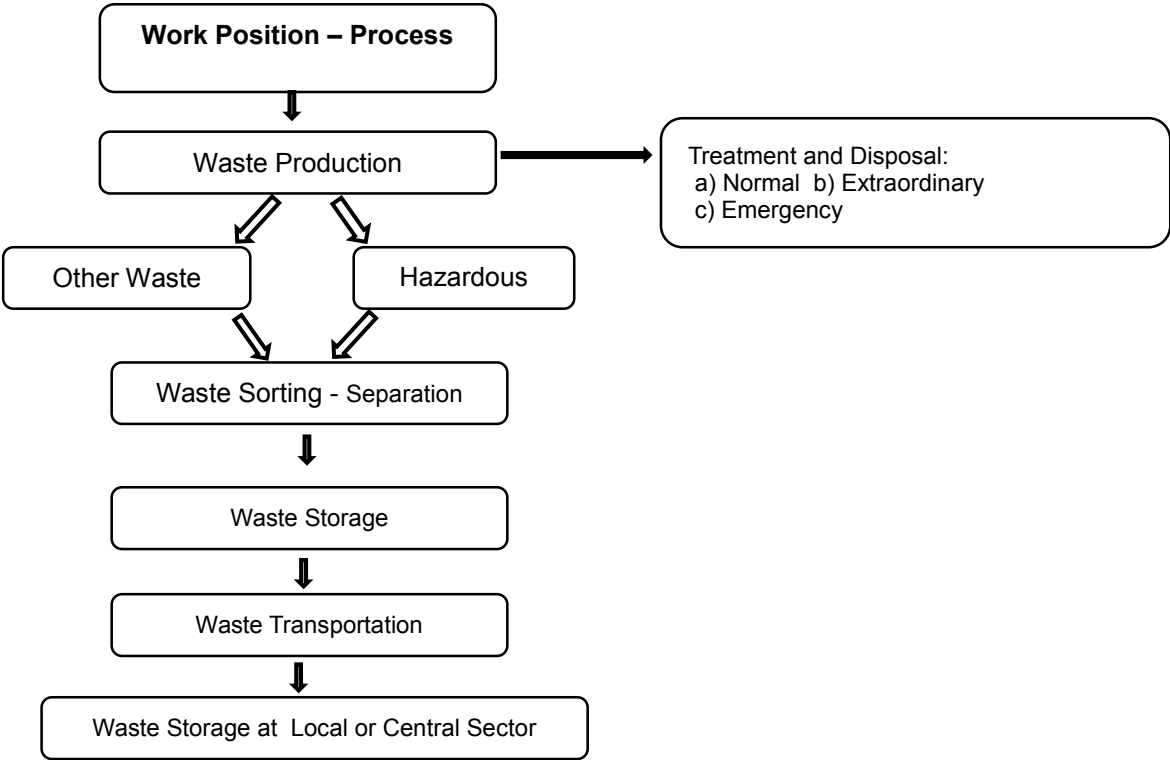 Work Position – Process
Waste Production
Treatment and Disposal:
a) Normal b) Extraordinary
c) Emergency
Other Waste
Hazardous
Waste Sorting - Separation
Waste Storage
Waste Transportation
Waste Storage at Local or Central Sector